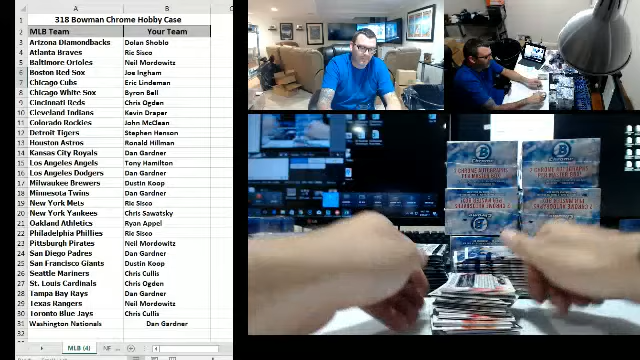 318 Bowman Chrome Hobby Case
MLB Team Your Team
Arizona Diamondbacks Dolan Shoblo
Atlanta Braves Ric Sisco
Baltimore Orioles Neil Mordowitz
Boston Red Sox Joe Ingham
Chicago Cubs Eric Lindeman
Chicago White Sox Byron Bell
Cincinnati Reds Chris Ogden
Cleveland Indians Kevin Draper
Colorado Rockies John McClean
Detroit Tigers Stephen Henson
Houston Astros Ronald Hillman
Kansas City Royals Dan Gardner
Los Angeles Angels Tony Hamilton
Los Angeles Dodgers Dan Gardner
Milwaukee Brewers Dustin Koop
Minnesota Twins Dan Gardner
New York Mets Ric Sisco
New York Yankees Chris Sawatsky
Oakland Athletics Ryan Appel
Philadelphia Phillies Ric Sisco
Pittsburgh Pirates Neil Mordowitz
San Diego Padres Dan Gardner
San Francisco Giants Dustin Koop
Seattle Mariners Chris Cullis
St. Louis Cardinals Chris Ogden
Tampa Bay Rays Dan Gardner
Texas Rangers Neil Mordowitz
Toronto Blue Jays Chris Cullis
Washington Nationals Dan Gardner
MLB (4)